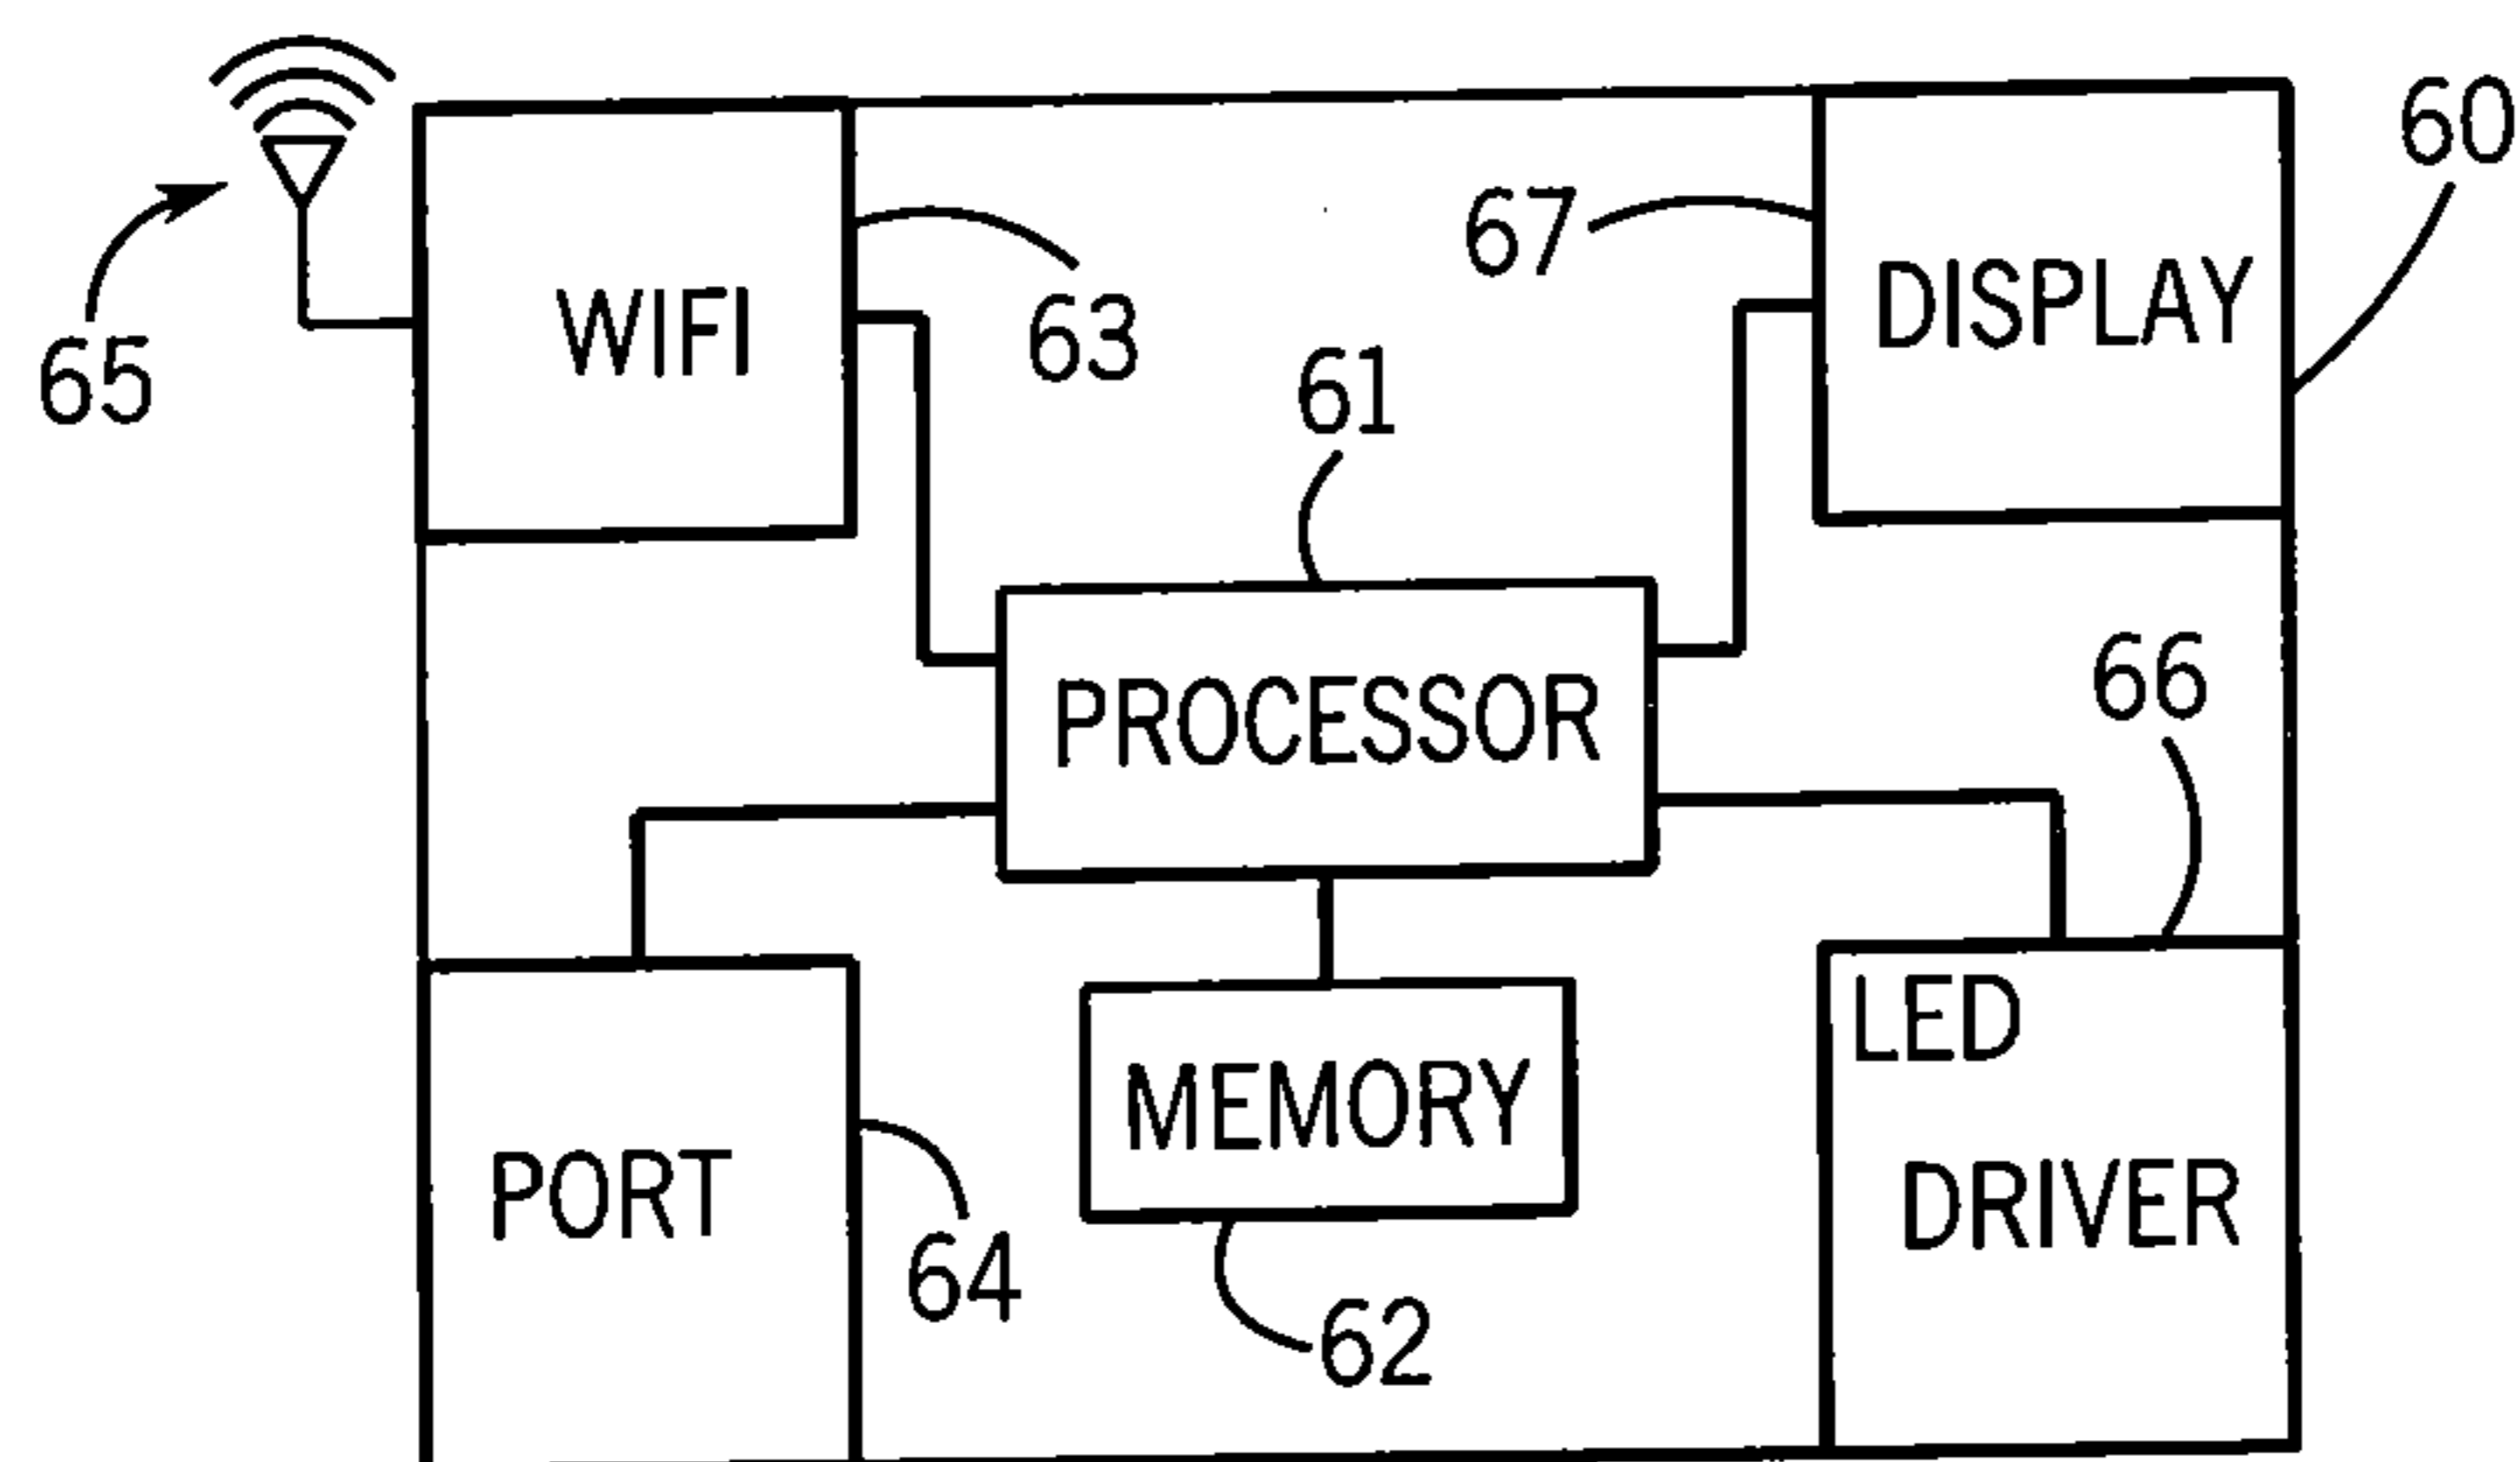 60
67
65
WIFI
63
DISPLAY
61
66
PROCESSOR
LED
DRIVER
MEMORY
PORT
64
62